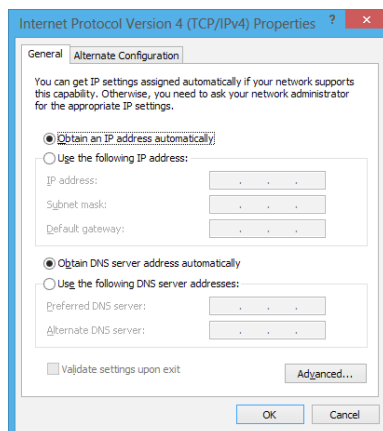 Internet Protocol Version 4 (TCP/IPv4) Properties ? ×
General Alternate Configuration
You can get IP settings assigned automatically if your network supports
this capability. Otherwise, you need to ask your network administrator
for the appropriate IP settings.
Obtain an IP address automatically
Use the following IP address:
IP address: . . .
Subnet mask: . . .
Default gateway: . . .
Obtain DNS server address automatically
Use the following DNS server addresses:
Preferred DNS server: . . .
Alternate DNS server: . . .
Validate settings upon exit
Advanced...
OK Cancel